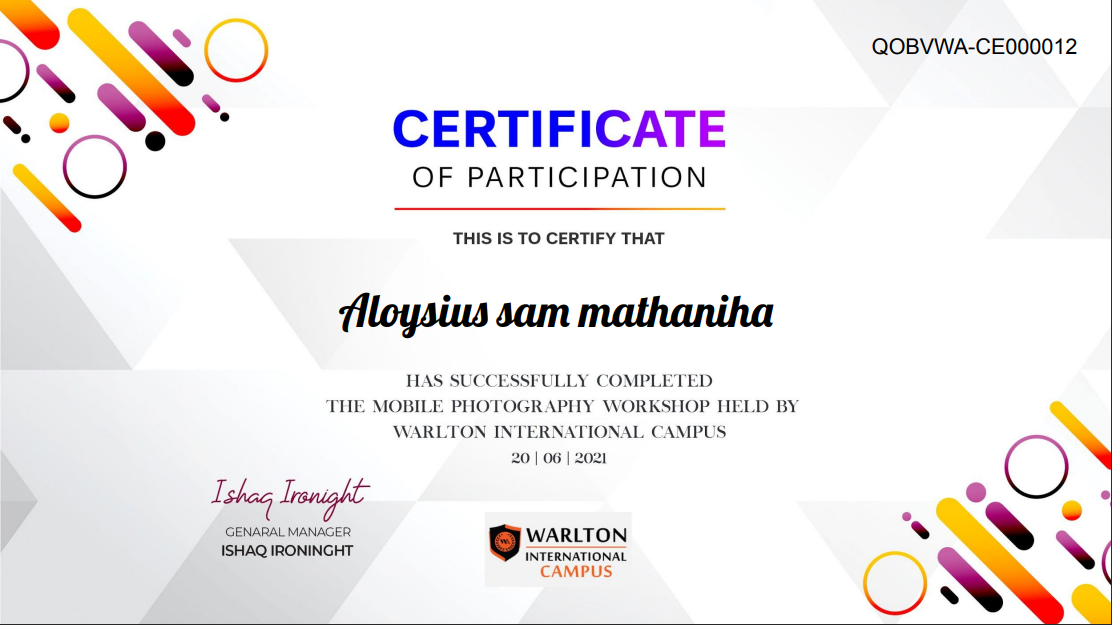 QOBVWA-CE000012
CERTIFICATE
OF PARTICIPATION
THIS IS TO CERTIFY THAT
Aloysius sam mathaniha
HAS SUCCESSFULLY COMPLETED
THE MOBILE PHOTOGRAPHY WORKSHOP HELD BY
WARLTON INTERNATIONAL CAMPUS
20 | 06 | 2021
Ishaq Ironight
GENARAL MANAGER
ISHAQ IRONINGHT
WARLTON
INTERNATIONAL
CAMPUS